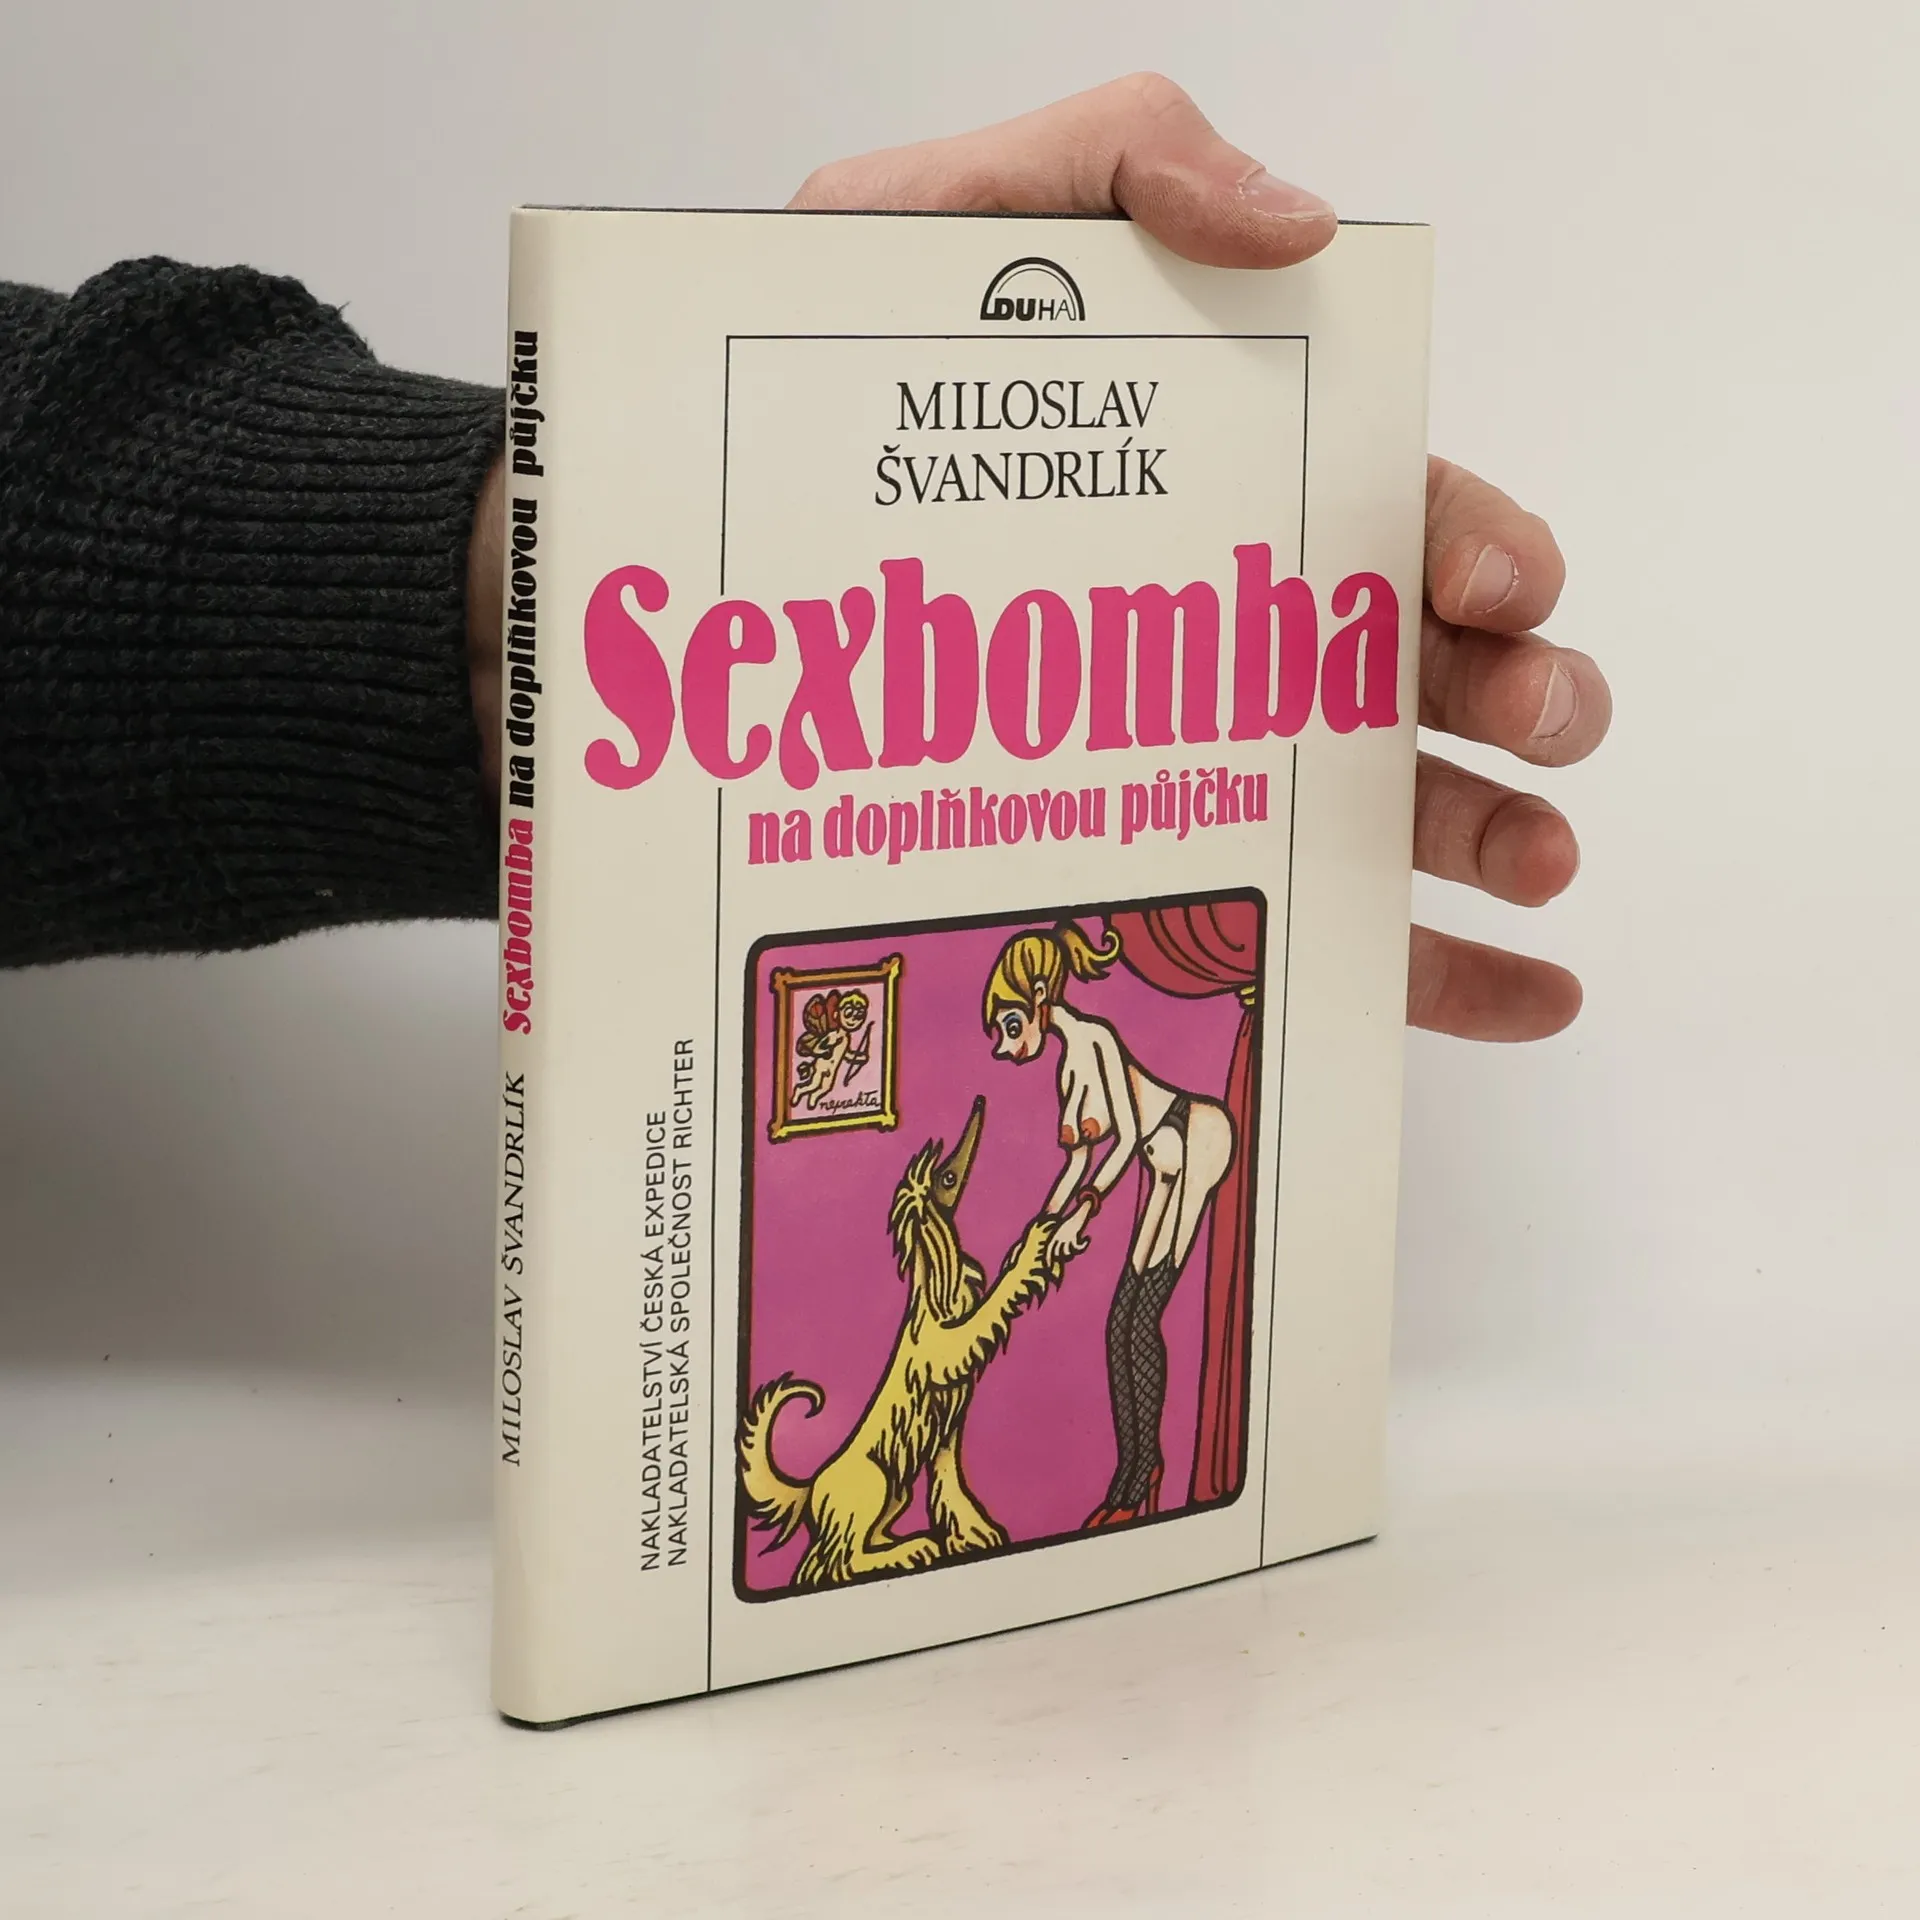 DUHA
MILOSLAV
ŠVANDRLÍK
Sexbomba
na doplňkovou půjčku
neprakta
NAKLADATELSTVÍ ČESKÁ EXPEDICE
NAKLADATELSKÁ SPOLEČNOST RICHTER
MILOSLAV ŠVANDRLÍK Sexbomba na doplňkovou půjčku